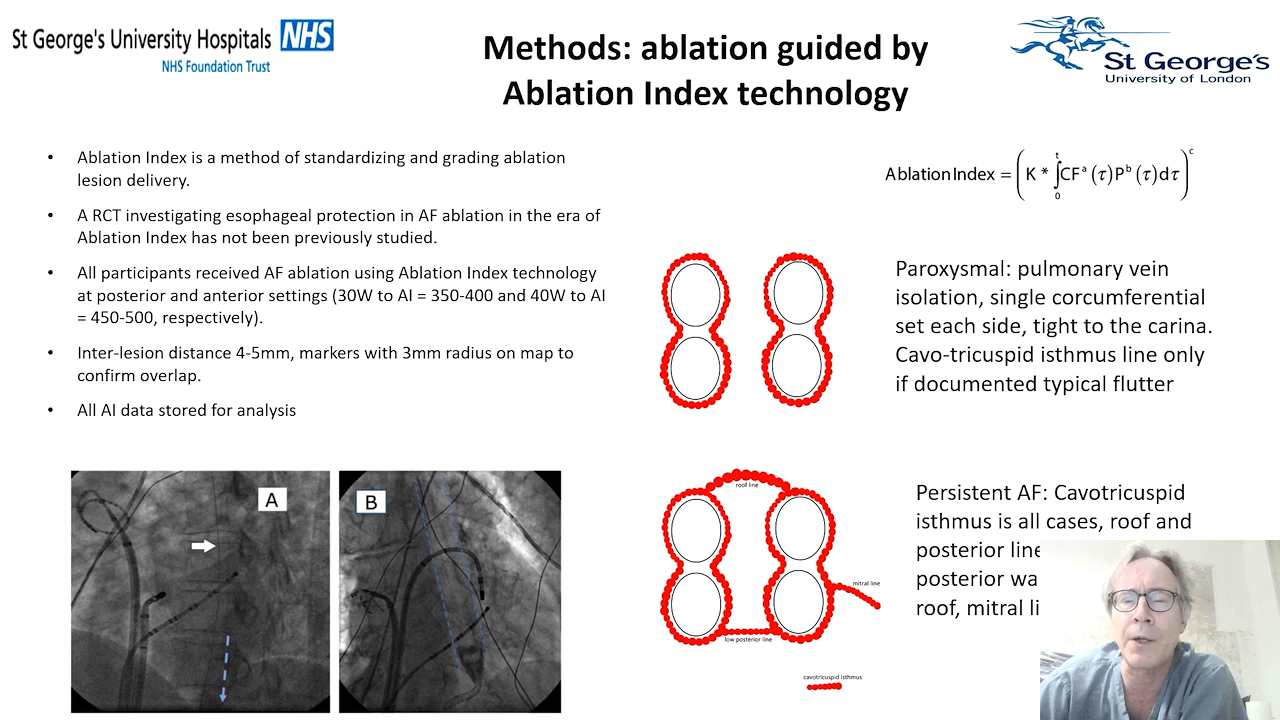 St George's University Hospitals NHS
NHS Foundation Trust
Methods: ablation guided by
Ablation Index technology
St George's
University of London
• Ablation Index is a method of standardizing and grading ablation
lesion delivery.
• A RCT investigating esophageal protection in AF ablation in the era of
Ablation Index has not been previously studied.
• All participants received AF ablation using Ablation Index technology
at posterior and anterior settings (30W to AI = 350-400 and 40W to AI
= 450-500, respectively).
• Inter-lesion distance 4-5mm, markers with 3mm radius on map to
confirm overlap.
• All AI data stored for analysis
AblationIndex = (K * ∫₀ᵗ CFᵃ(τ)Pᵇ(τ)dτ)ᶜ
Paroxysmal: pulmonary vein
isolation, single corcumferential
set each side, tight to the carina.
Cavo-tricuspid isthmus line only
if documented typical flutter
A
B
roof line
mitral line
low posterior line
cavotricuspid isthmus
Persistent AF: Cavotricuspid
isthmus is all cases, roof and
posterior line
posterior wa
roof, mitral li